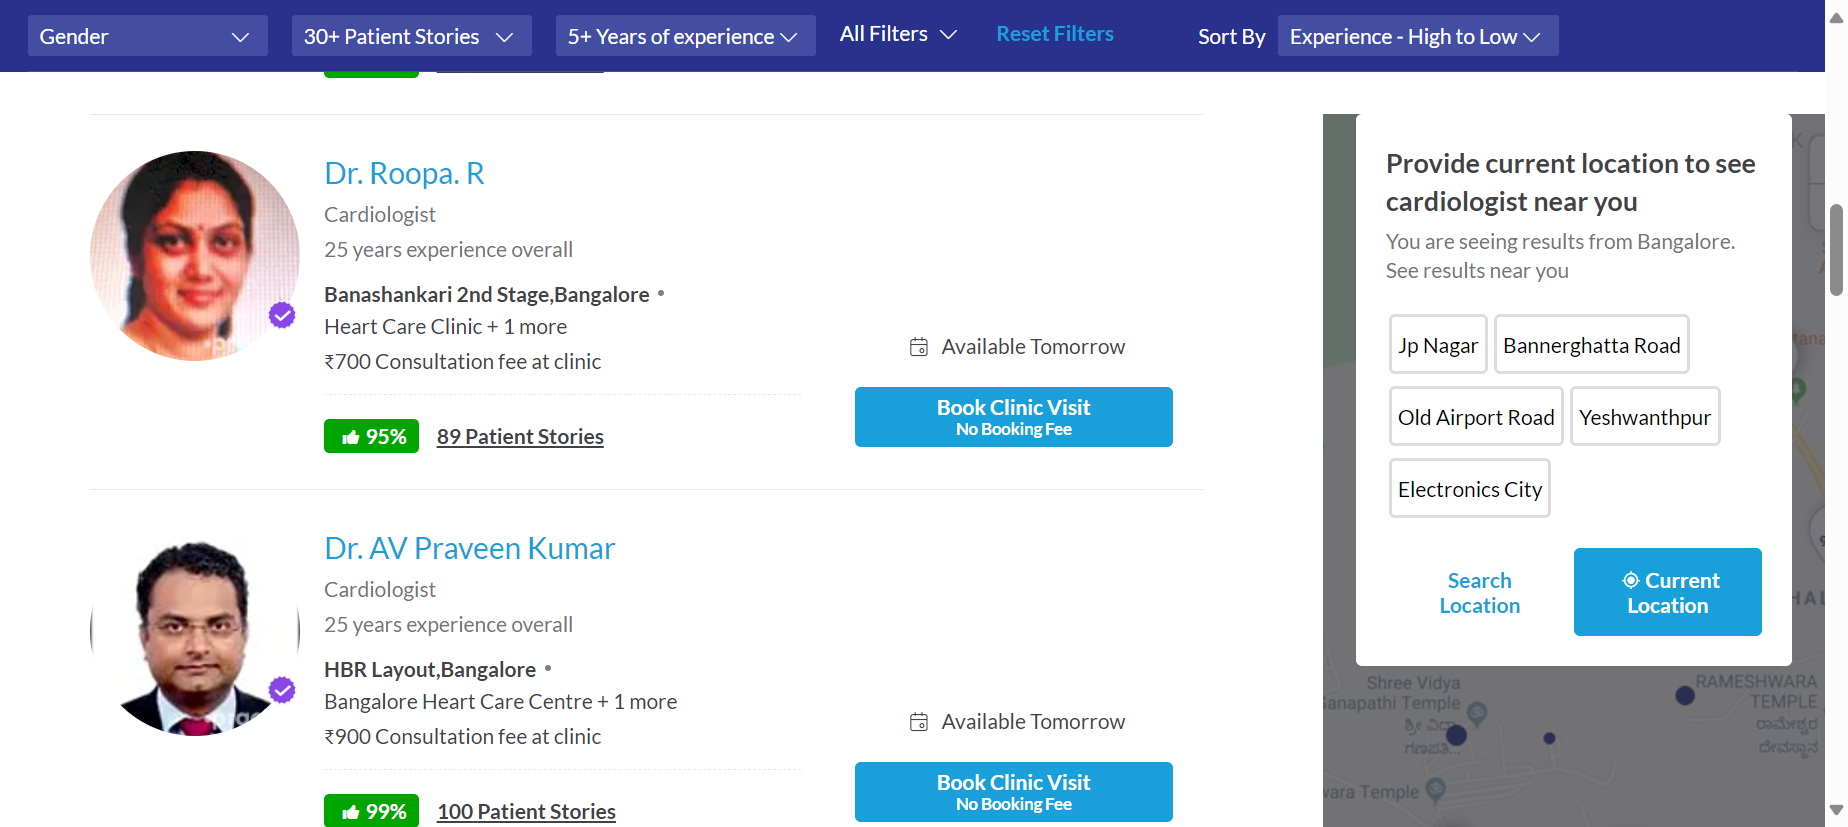 Gender
30+ Patient Stories
5+ Years of experience
All Filters
Reset Filters
Sort By
Experience - High to Low
Dr. Roopa. R
Cardiologist
25 years experience overall
Banashankari 2nd Stage,Bangalore •
Heart Care Clinic + 1 more
₹700 Consultation fee at clinic
95%
89 Patient Stories
Available Tomorrow
Book Clinic Visit
No Booking Fee
Dr. AV Praveen Kumar
Cardiologist
25 years experience overall
HBR Layout,Bangalore •
Bangalore Heart Care Centre + 1 more
₹900 Consultation fee at clinic
99%
100 Patient Stories
Available Tomorrow
Book Clinic Visit
No Booking Fee
Provide current location to see
cardiologist near you
You are seeing results from Bangalore.
See results near you
Jp Nagar
Bannerghatta Road
Old Airport Road
Yeshwanthpur
Electronics City
Search
Location
Current
Location
Shree Vidya
Ganapathi Temple
ಶ್ರೀ ವಿದ್ಯಾ
ಗಣಪತಿ...
RAMESHWARA
TEMPLE
ರಾಮೇಶ್ವರ
ದೇವಸ್ಥಾನ
Temple